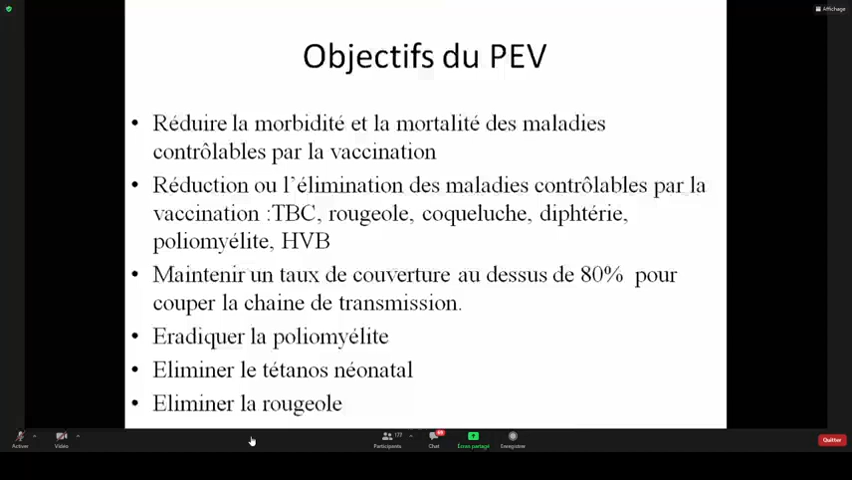 Affichage
Objectifs du PEV
• Réduire la morbidité et la mortalité des maladies
contrôlables par la vaccination
• Réduction ou l’élimination des maladies contrôlables par la
vaccination :TBC, rougeole, coqueluche, diphtérie,
poliomyélite, HVB
• Maintenir un taux de couverture au dessus de 80% pour
couper la chaine de transmission.
• Eradiquer la poliomyélite
• Eliminer le tétanos néonatal
• Eliminer la rougeole
177
Activer Vidéo Participants Chat Écran partagé Enregistrer Quitter